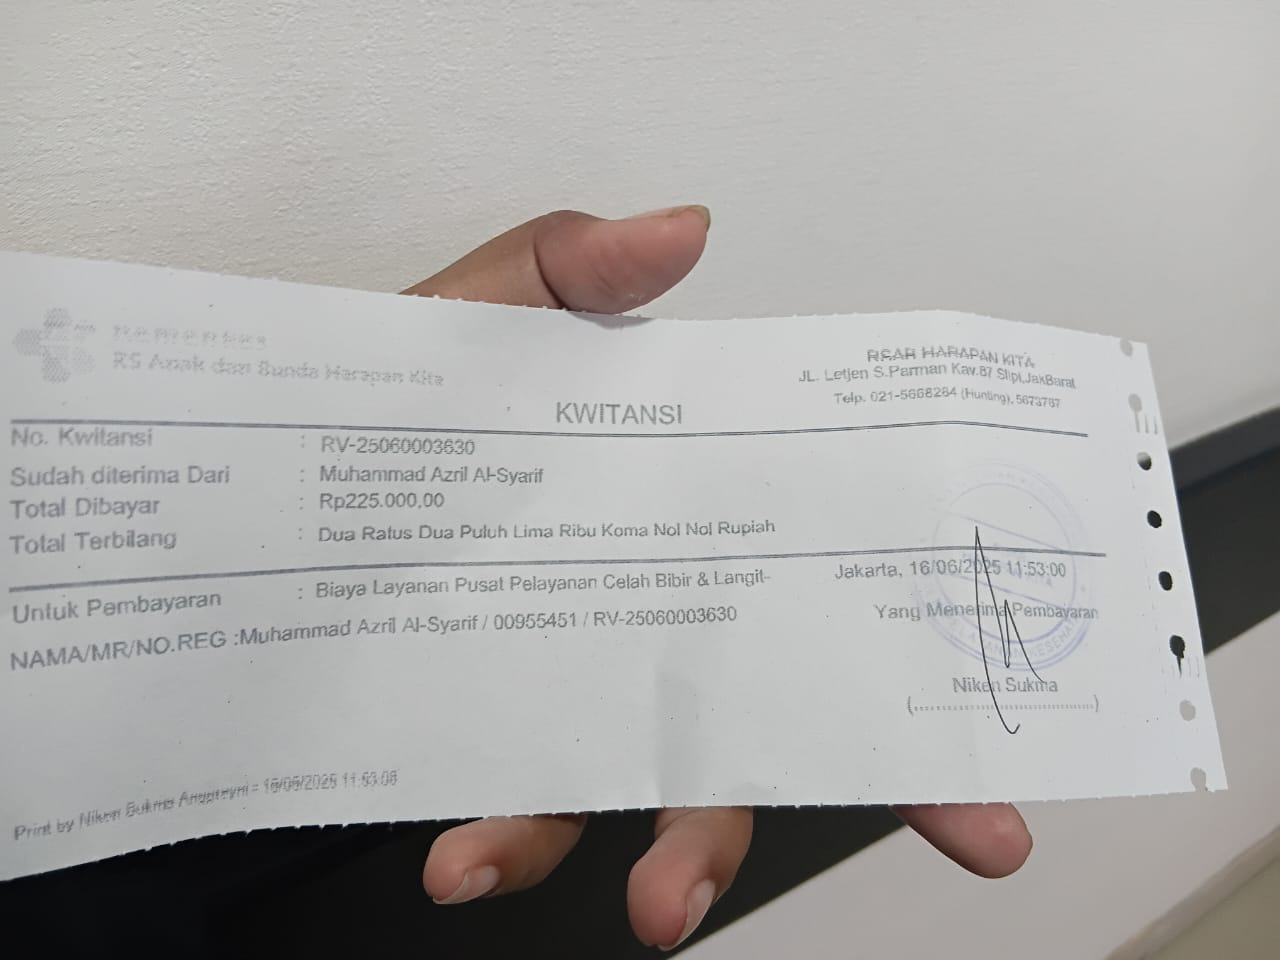 RS Anak dan Bunda Harapan Kita
RSAB HARAPAN KITA
JL. Letjen S.Parman Kav.87 Slipi,JakBarat
Telp. 021-5668284 (Hunting), 5673767
KWITANSI
No. Kwitansi : RV-25060003630
Sudah diterima Dari : Muhammad Azril Al-Syarif
Total Dibayar : Rp225.000,00
Total Terbilang : Dua Ratus Dua Puluh Lima Ribu Koma Nol Nol Rupiah
Untuk Pembayaran : Biaya Layanan Pusat Pelayanan Celah Bibir & Langit-
NAMA/MR/NO.REG :Muhammad Azril Al-Syarif / 00955451 / RV-25060003630
Jakarta, 16/06/2025 11:53:00
Yang Menerima Pembayaran
Niken Sukma
(....................................)
Print by Niken Sukma - 16/06/2025 11:53:08